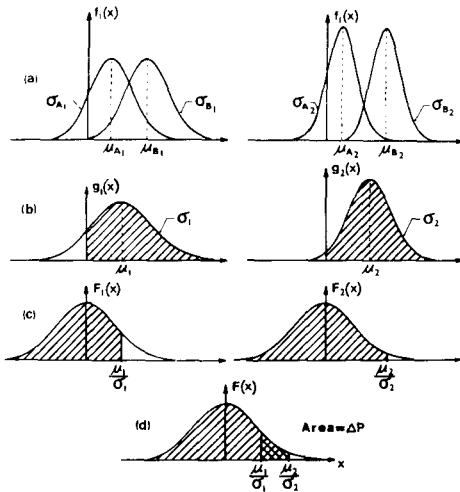 f₁(x) f₁(x)
(a)
σA₁ σB₁ σA₂ σB₂
μA₁ μB₁ μA₂ μB₂
g₁(x) g₂(x)
(b)
σ₁ σ₂
μ₁ μ₂
F₁(x) F₂(x)
(c)
μ₁/σ₁ μ₂/σ₂
F(x)
(d) Area=ΔP
μ₁/σ₁ μ₂/σ₂ x